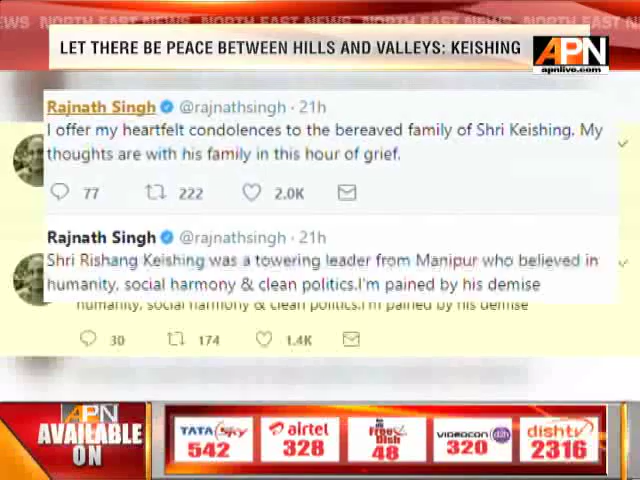 NEWS NORTH EAST NEWS NORTH EAST NEWS
LET THERE BE PEACE BETWEEN HILLS AND VALLEYS: KEISHING
APN
apnlive.com
Rajnath Singh @rajnathsingh · 21h
I offer my heartfelt condolences to the bereaved family of Shri Keishing. My
thoughts are with his family in this hour of grief.
77 222 2.0K
Rajnath Singh @rajnathsingh · 21h
Shri Rishang Keishing was a towering leader from Manipur who believed in
humanity, social harmony & clean politics.I'm pained by his demise
humanity, social harmony & clean politics.I'm pained by his demise
30 174 1.4K
APN
AVAILABLE
ON
TATA Sky
542
airtel
328
Free
Dish
48
VIDEOCON d2h
320
dishtv
2316